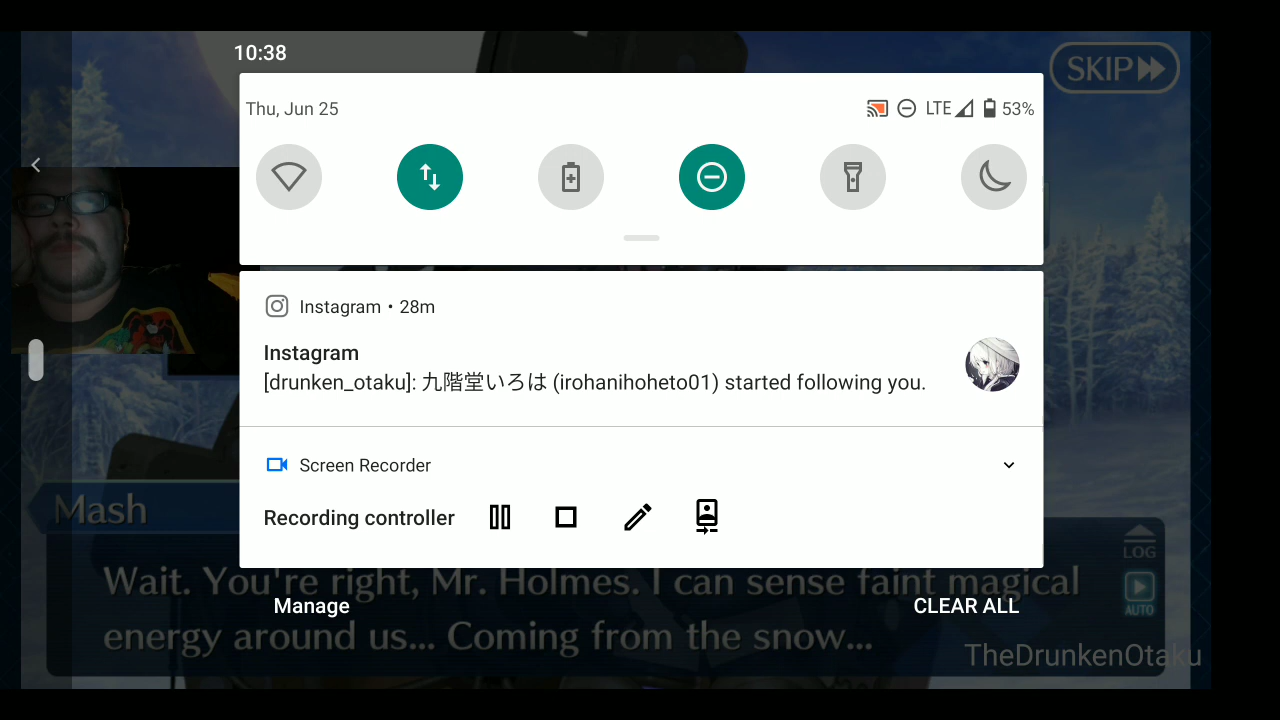 10:38
SKIP
Thu, Jun 25
LTE 53%
Instagram • 28m
Instagram
[drunken_otaku]: 九階堂いろは (irohanihoheto01) started following you.
Screen Recorder
Recording controller
Mash
LOG
Wait. You're right, Mr. Holmes. I can sense faint magical
AUTO
Manage
CLEAR ALL
energy around us... Coming from the snow...
TheDrunkenOtaku